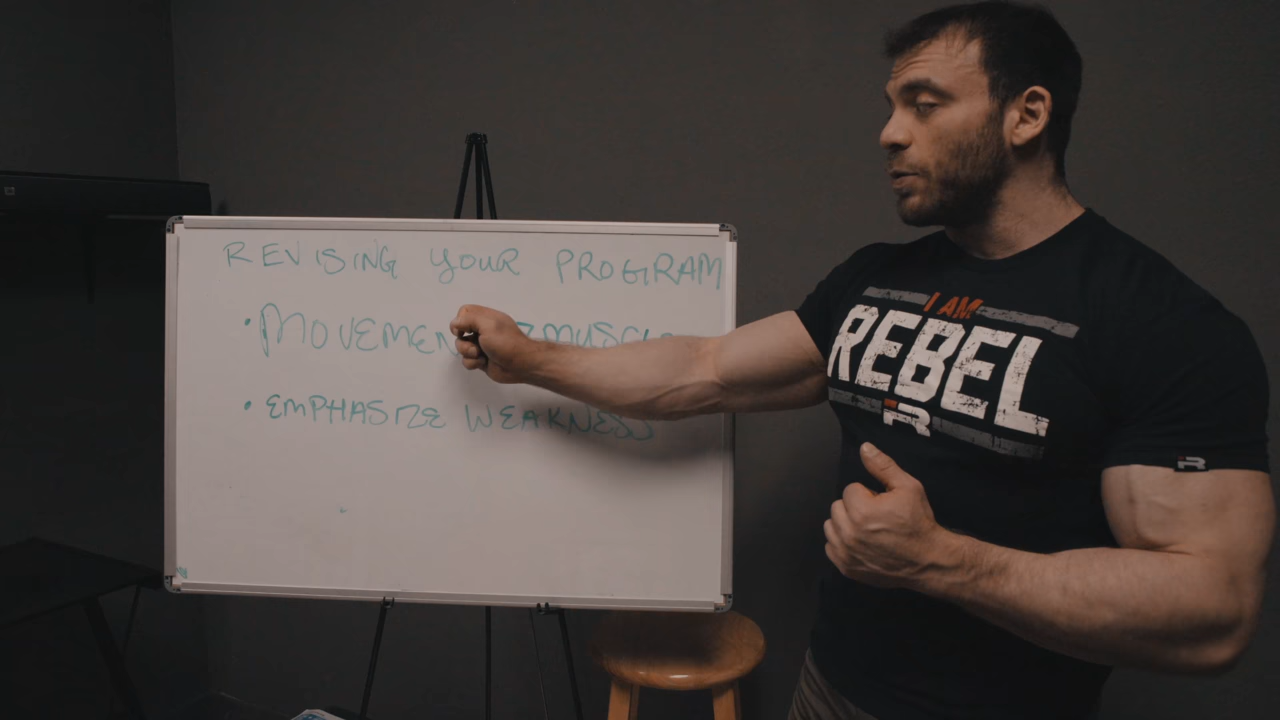 REVISING YOUR PROGRAM
• EMPHASIZE WEAKNESS
I AM
REBEL
R
R